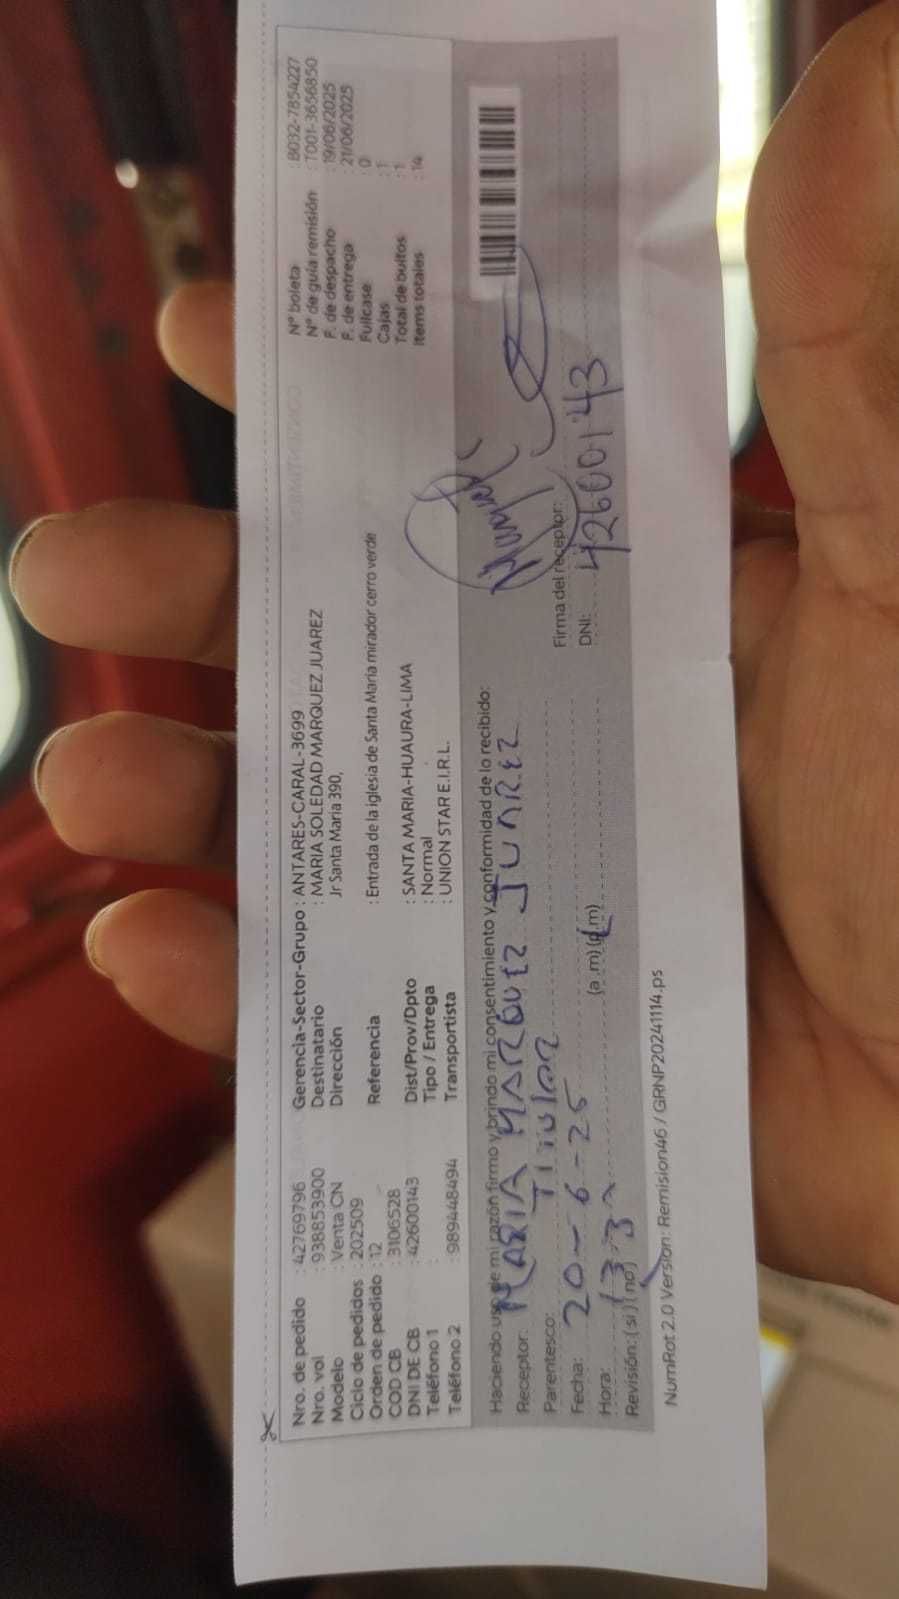 Nro. de pedido : 42769796
Nro. vol : 938853900
Modelo : Venta CN
Ciclo de pedidos : 202509
Orden de pedido : 12
COD CB : 3106528
DNI DE CB : 42600143
Teléfono 1 :
Teléfono 2 : 989448494
Gerencia-Sector-Grupo : ANTARES-CARAL-3699
Destinatario : MARIA SOLEDAD MARQUEZ JUAREZ
Dirección Jr Santa Maria 390,
Referencia : Entrada de la iglesia de Santa Maria mirador cerro verde
Dist/Prov/Dpto : SANTA MARIA-HUAURA-LIMA
Tipo / Entrega : Normal
Transportista : UNION STAR E.I.R.L.
N° boleta : B032-7854227
N° de guía remisión : T001-3656850
F. de despacho : 19/06/2025
F. de entrega : 21/06/2025
Fullcase : 0
Cajas : 1
Total de bultos : 1
Items totales : 14
Haciendo uso de mi razón firmo y brindo mi consentimiento y conformidad de lo recibido:
Receptor: MARIA MARQUEZ JUAREZ
Parentesco: Titular
Fecha: 20-6-25
Hora: (a.m) (p.m)
Revisión: (si) (no)
Firma del receptor:
DNI: 42600143
NumRot 2.0 Version: Remision46 / GRNP20241114.ps